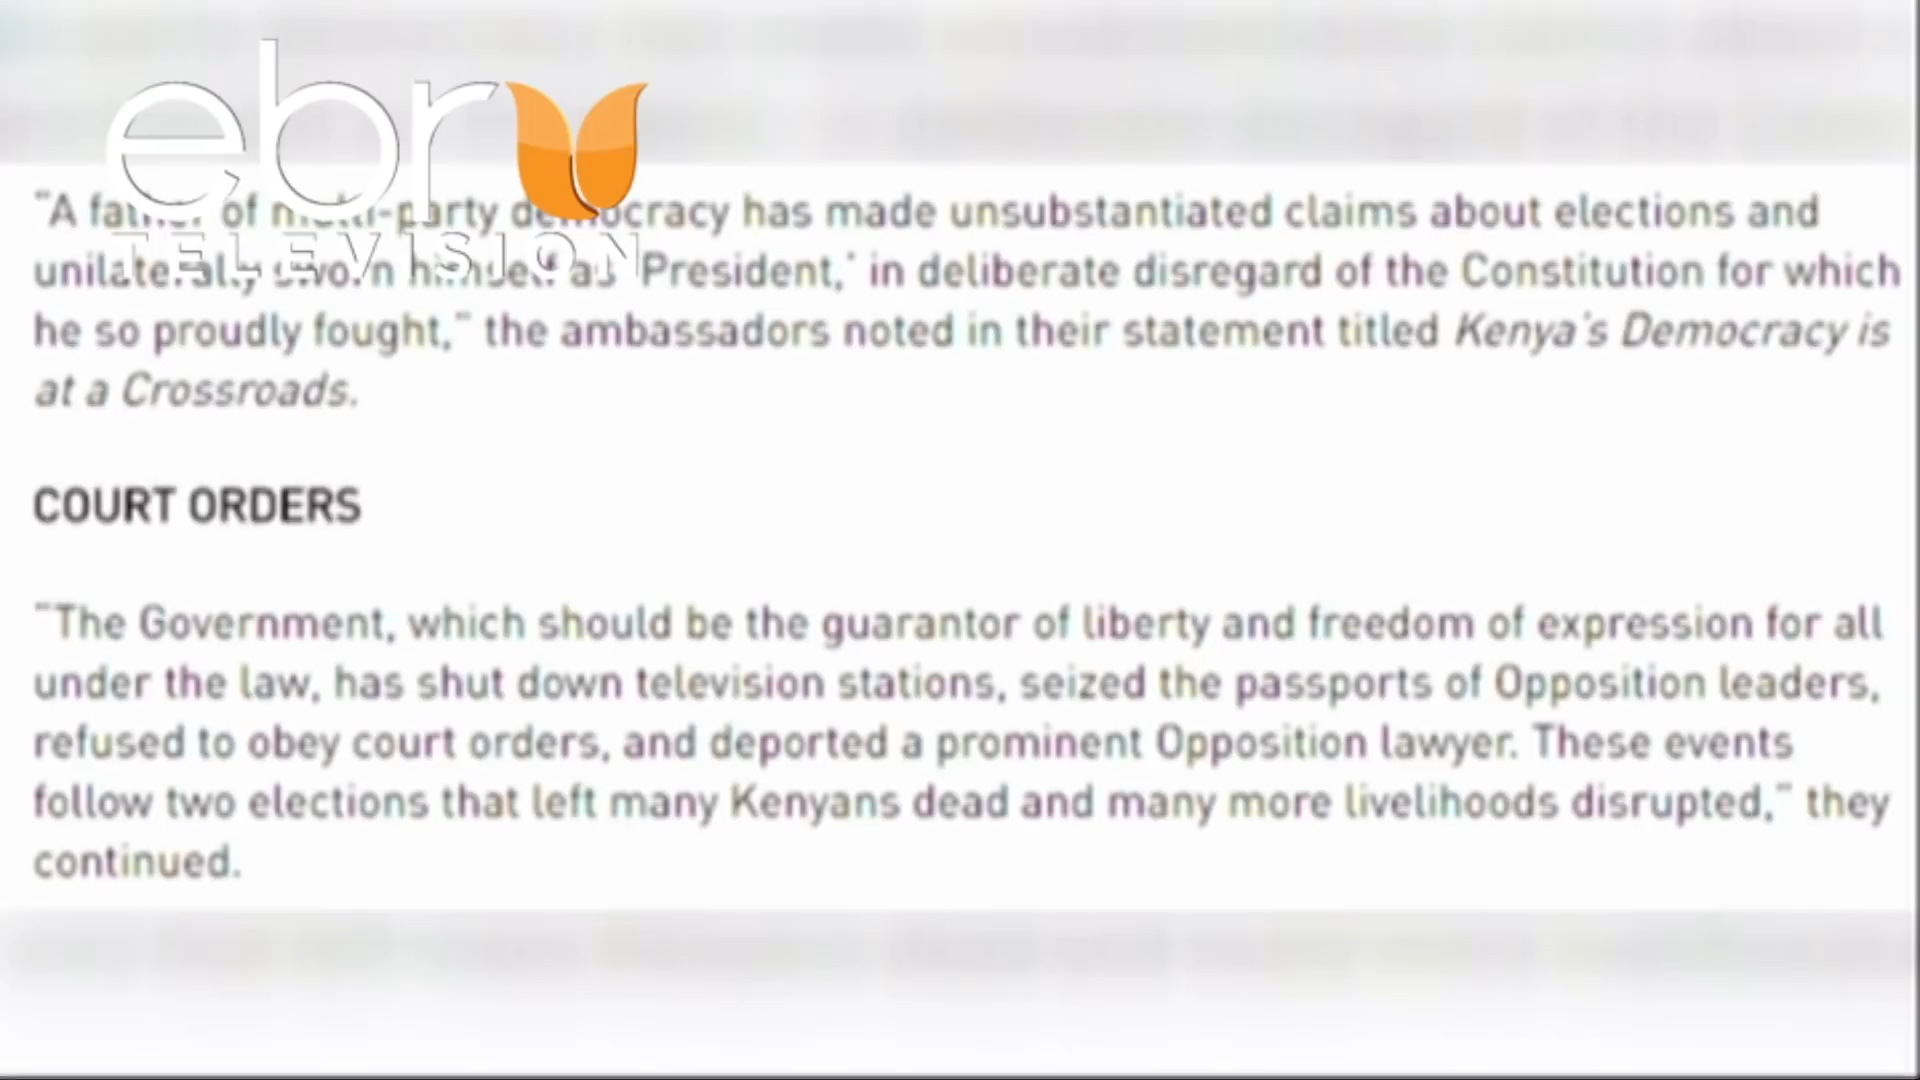 ebru
TELEVISION
"A father of multi-party democracy has made unsubstantiated claims about elections and
unilaterally sworn himself as 'President,' in deliberate disregard of the Constitution for which
he so proudly fought," the ambassadors noted in their statement titled Kenya's Democracy is
at a Crossroads.
COURT ORDERS
"The Government, which should be the guarantor of liberty and freedom of expression for all
under the law, has shut down television stations, seized the passports of Opposition leaders,
refused to obey court orders, and deported a prominent Opposition lawyer. These events
follow two elections that left many Kenyans dead and many more livelihoods disrupted," they
continued.